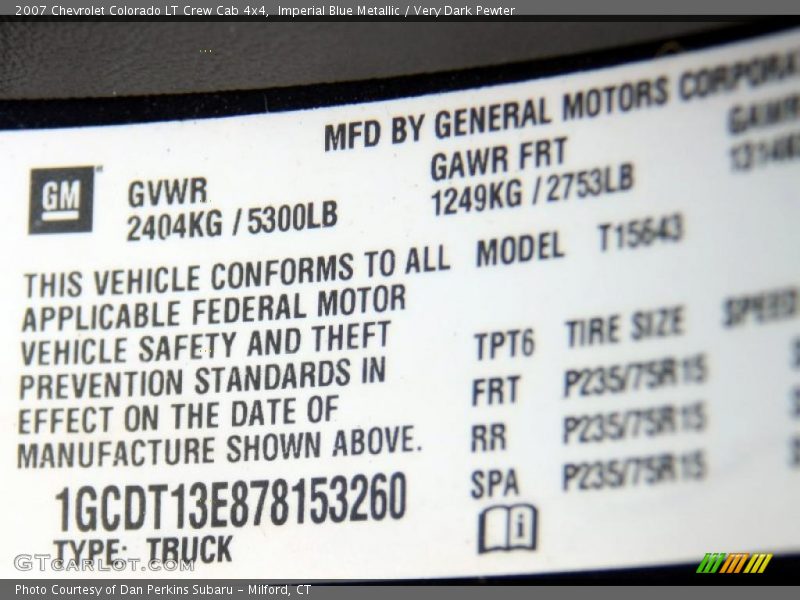 2007 Chevrolet Colorado LT Crew Cab 4x4,  Imperial Blue Metallic / Very Dark Pewter
MFD BY GENERAL MOTORS CORPORA
GM
GVWR
2404KG / 5300LB
GAWR FRT
1249KG / 2753LB
GAWR
THIS VEHICLE CONFORMS TO ALL
APPLICABLE FEDERAL MOTOR
VEHICLE SAFETY AND THEFT
PREVENTION STANDARDS IN
EFFECT ON THE DATE OF
MANUFACTURE SHOWN ABOVE.
MODEL T15643
TPT6 TIRE SIZE SPEED
FRT P235/75R15
RR P235/75R15
SPA P235/75R15
1GCDT13E878153260
TYPE: TRUCK
GTCarLot.com
Photo Courtesy of Dan Perkins Subaru – Milford, CT